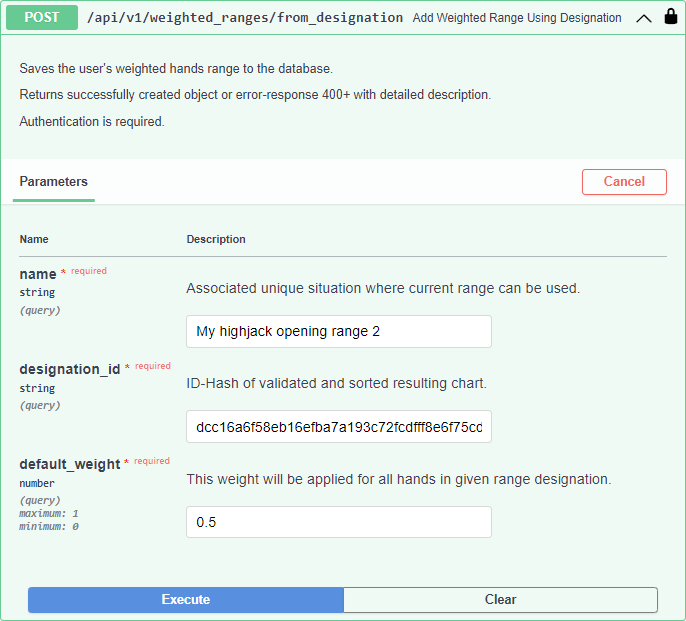 POST /api/v1/weighted_ranges/from_designation Add Weighted Range Using Designation
Saves the user's weighted hands range to the database.
Returns successfully created object or error-response 400+ with detailed description.
Authentication is required.
Parameters
Cancel
Name Description
name * required
string
(query)
Associated unique situation where current range can be used.
My highjack opening range 2
designation_id * required
string
(query)
ID-Hash of validated and sorted resulting chart.
dcc16a6f58eb16efba7a193c72fcdfff8e6f75cd
default_weight * required
number
(query)
maximum: 1
minimum: 0
This weight will be applied for all hands in given range designation.
0.5
Execute Clear